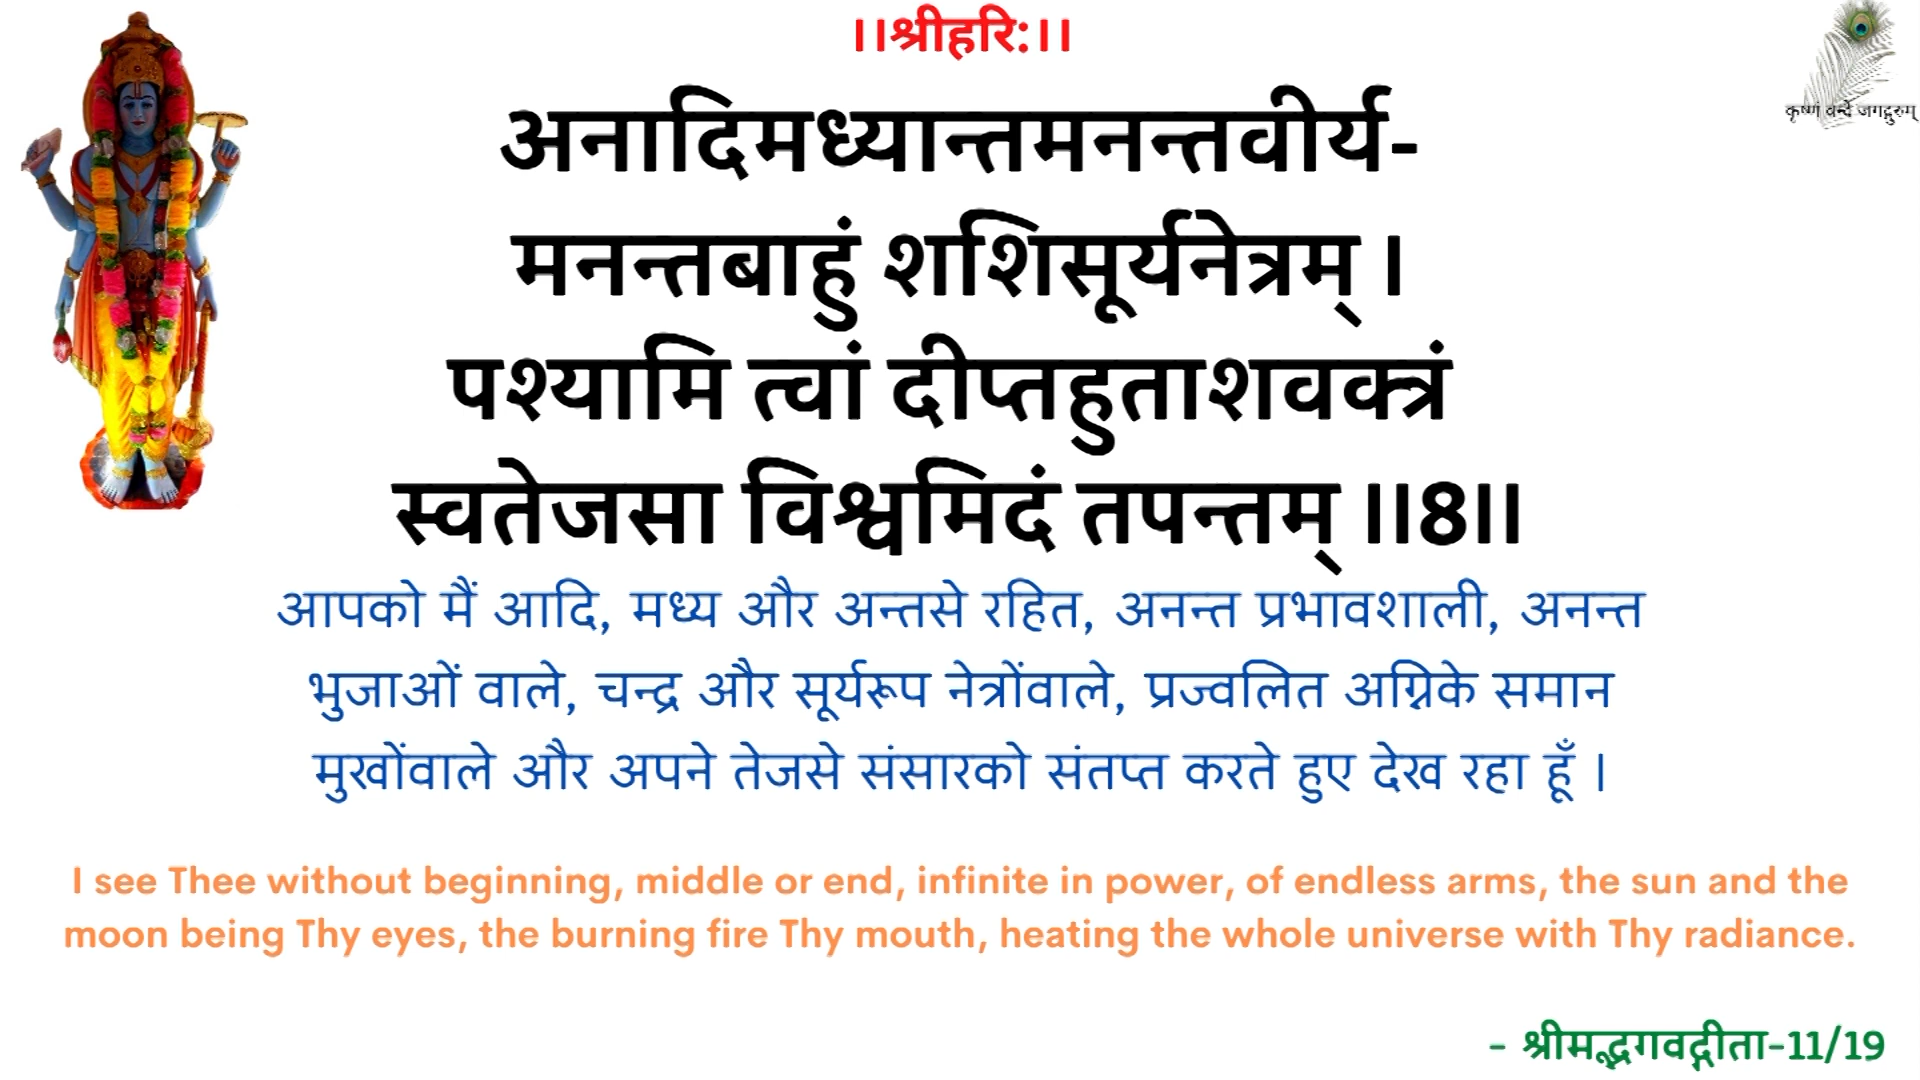 ।।श्रीहरि:।।
कृष्णं वन्दे जगद्गुरुम्
अनादिमध्यान्तमनन्तवीर्य-
मनन्तबाहुं शशिसूर्यनेत्रम् ।
पश्यामि त्वां दीप्तहुताशवक्त्रं
स्वतेजसा विश्वमिदं तपन्तम् ।।8।।
आपको मैं आदि, मध्य और अन्तसे रहित, अनन्त प्रभावशाली, अनन्त
भुजाओं वाले, चन्द्र और सूर्यरूप नेत्रोंवाले, प्रज्वलित अग्निके समान
मुखोंवाले और अपने तेजसे संसारको संतप्त करते हुए देख रहा हूँ ।
I see Thee without beginning, middle or end, infinite in power, of endless arms, the sun and the
moon being Thy eyes, the burning fire Thy mouth, heating the whole universe with Thy radiance.
- श्रीमद्भगवद्गीता-11/19